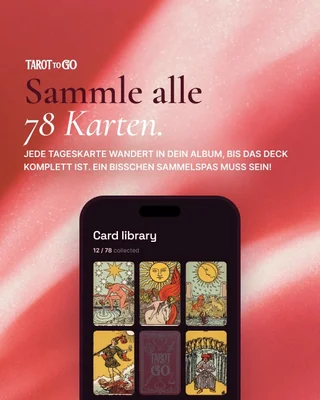 TAROT TO GO
Sammle alle
78 Karten.
JEDE TAGESKARTE WANDERT IN DEIN ALBUM, BIS DAS DECK
KOMPLETT IST. EIN BISSCHEN SAMMELSPAS MUSS SEIN!
Card library
12 / 78 collected
TAROT
TO
GO